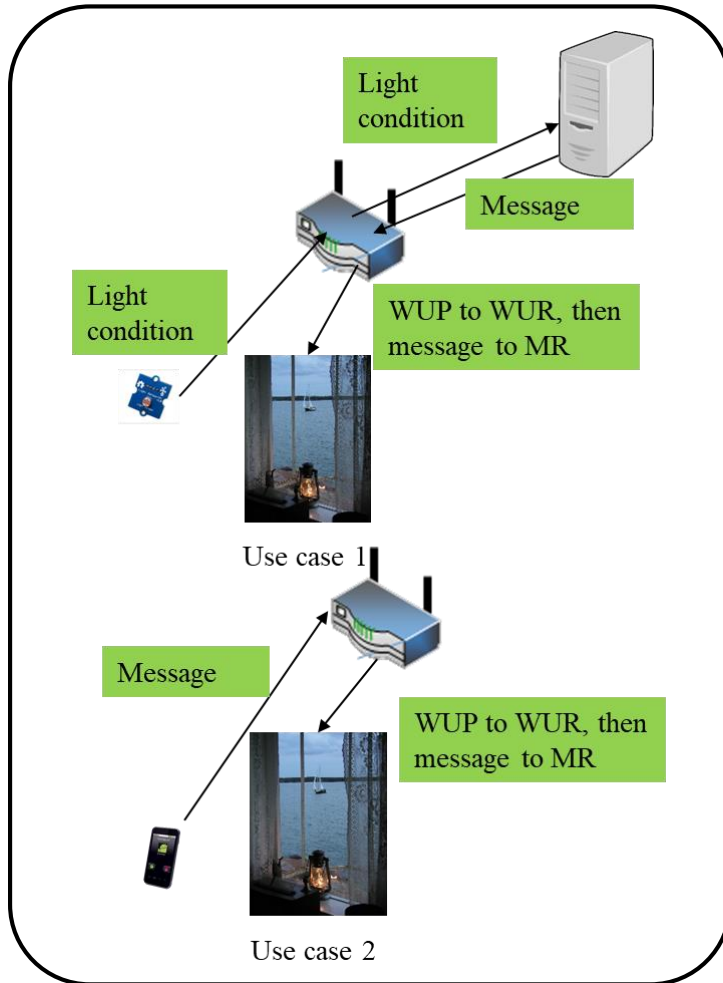 Light
condition
Message
Light
condition
WUP to WUR, then
message to MR
Use case 1
Message
WUP to WUR, then
message to MR
Use case 2